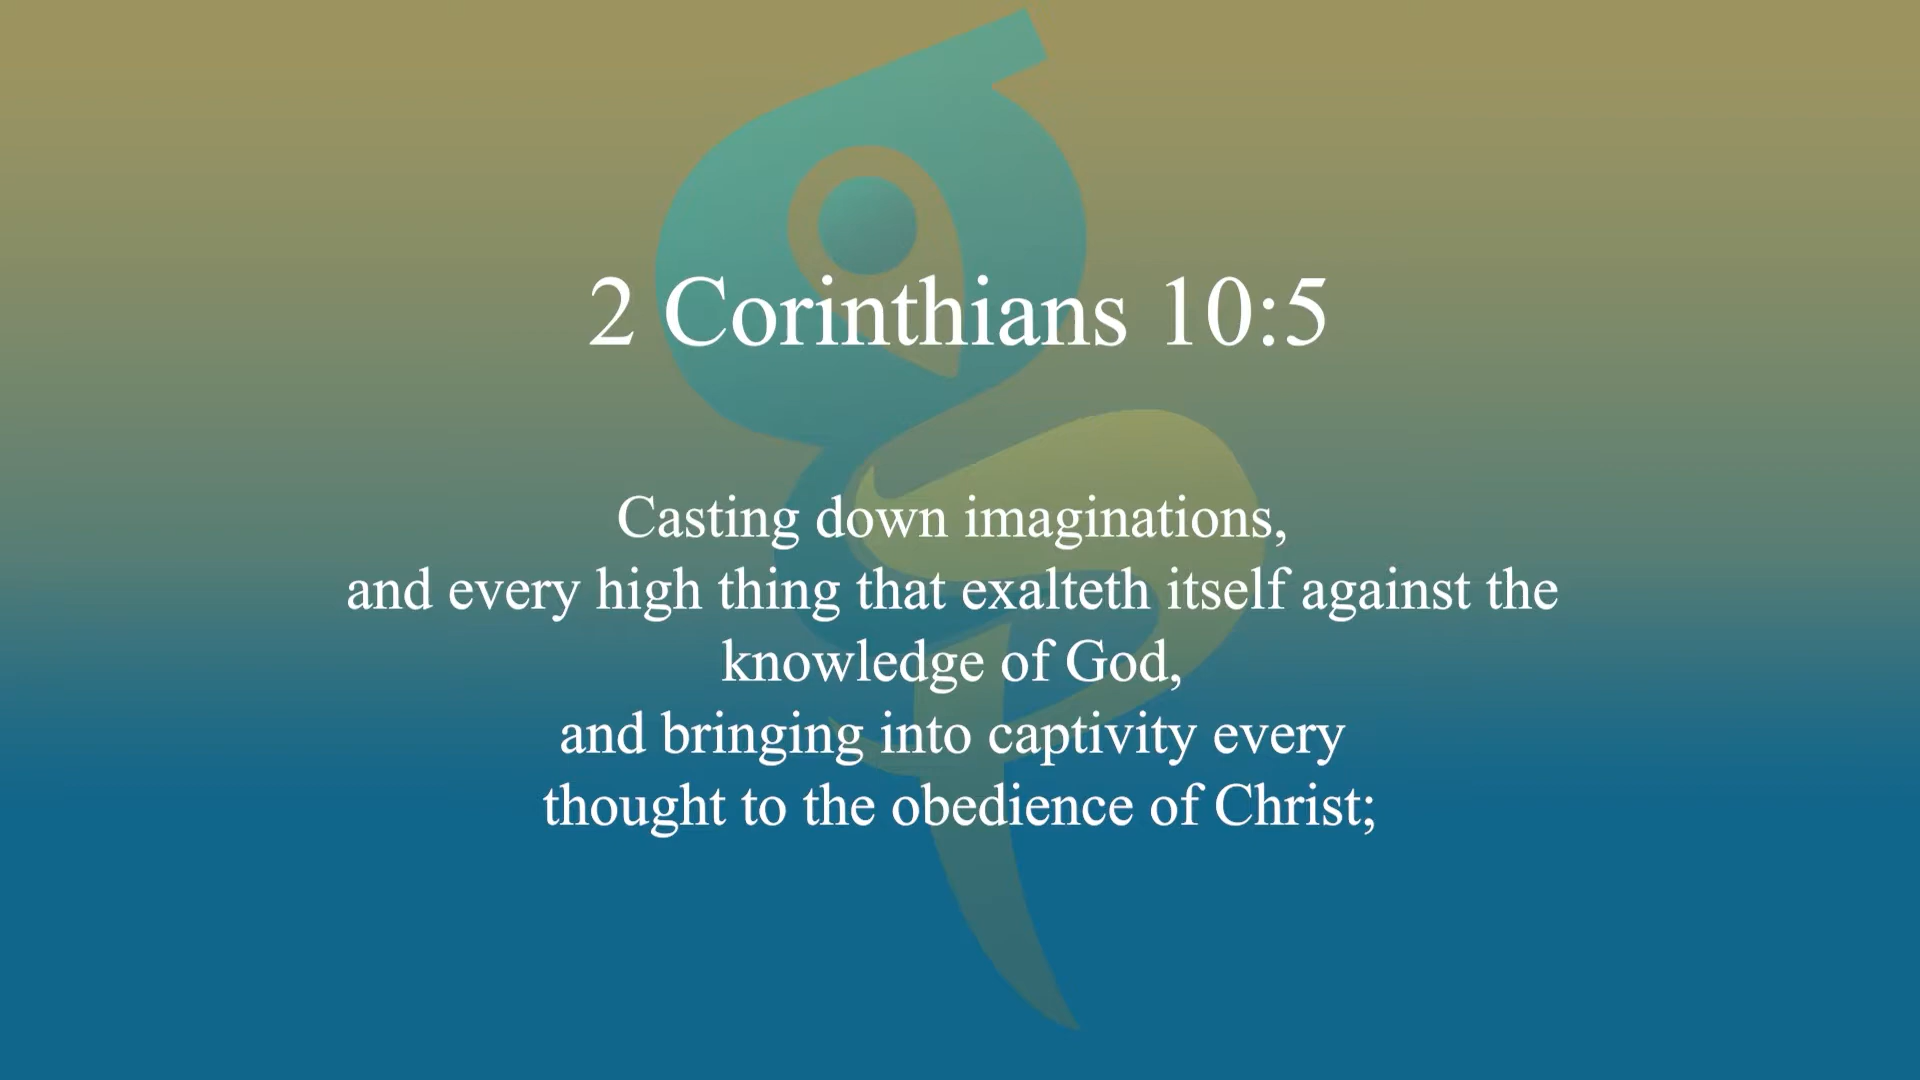 2 Corinthians 10:5
Casting down imaginations,
and every high thing that exalteth itself against the
knowledge of God,
and bringing into captivity every
thought to the obedience of Christ;